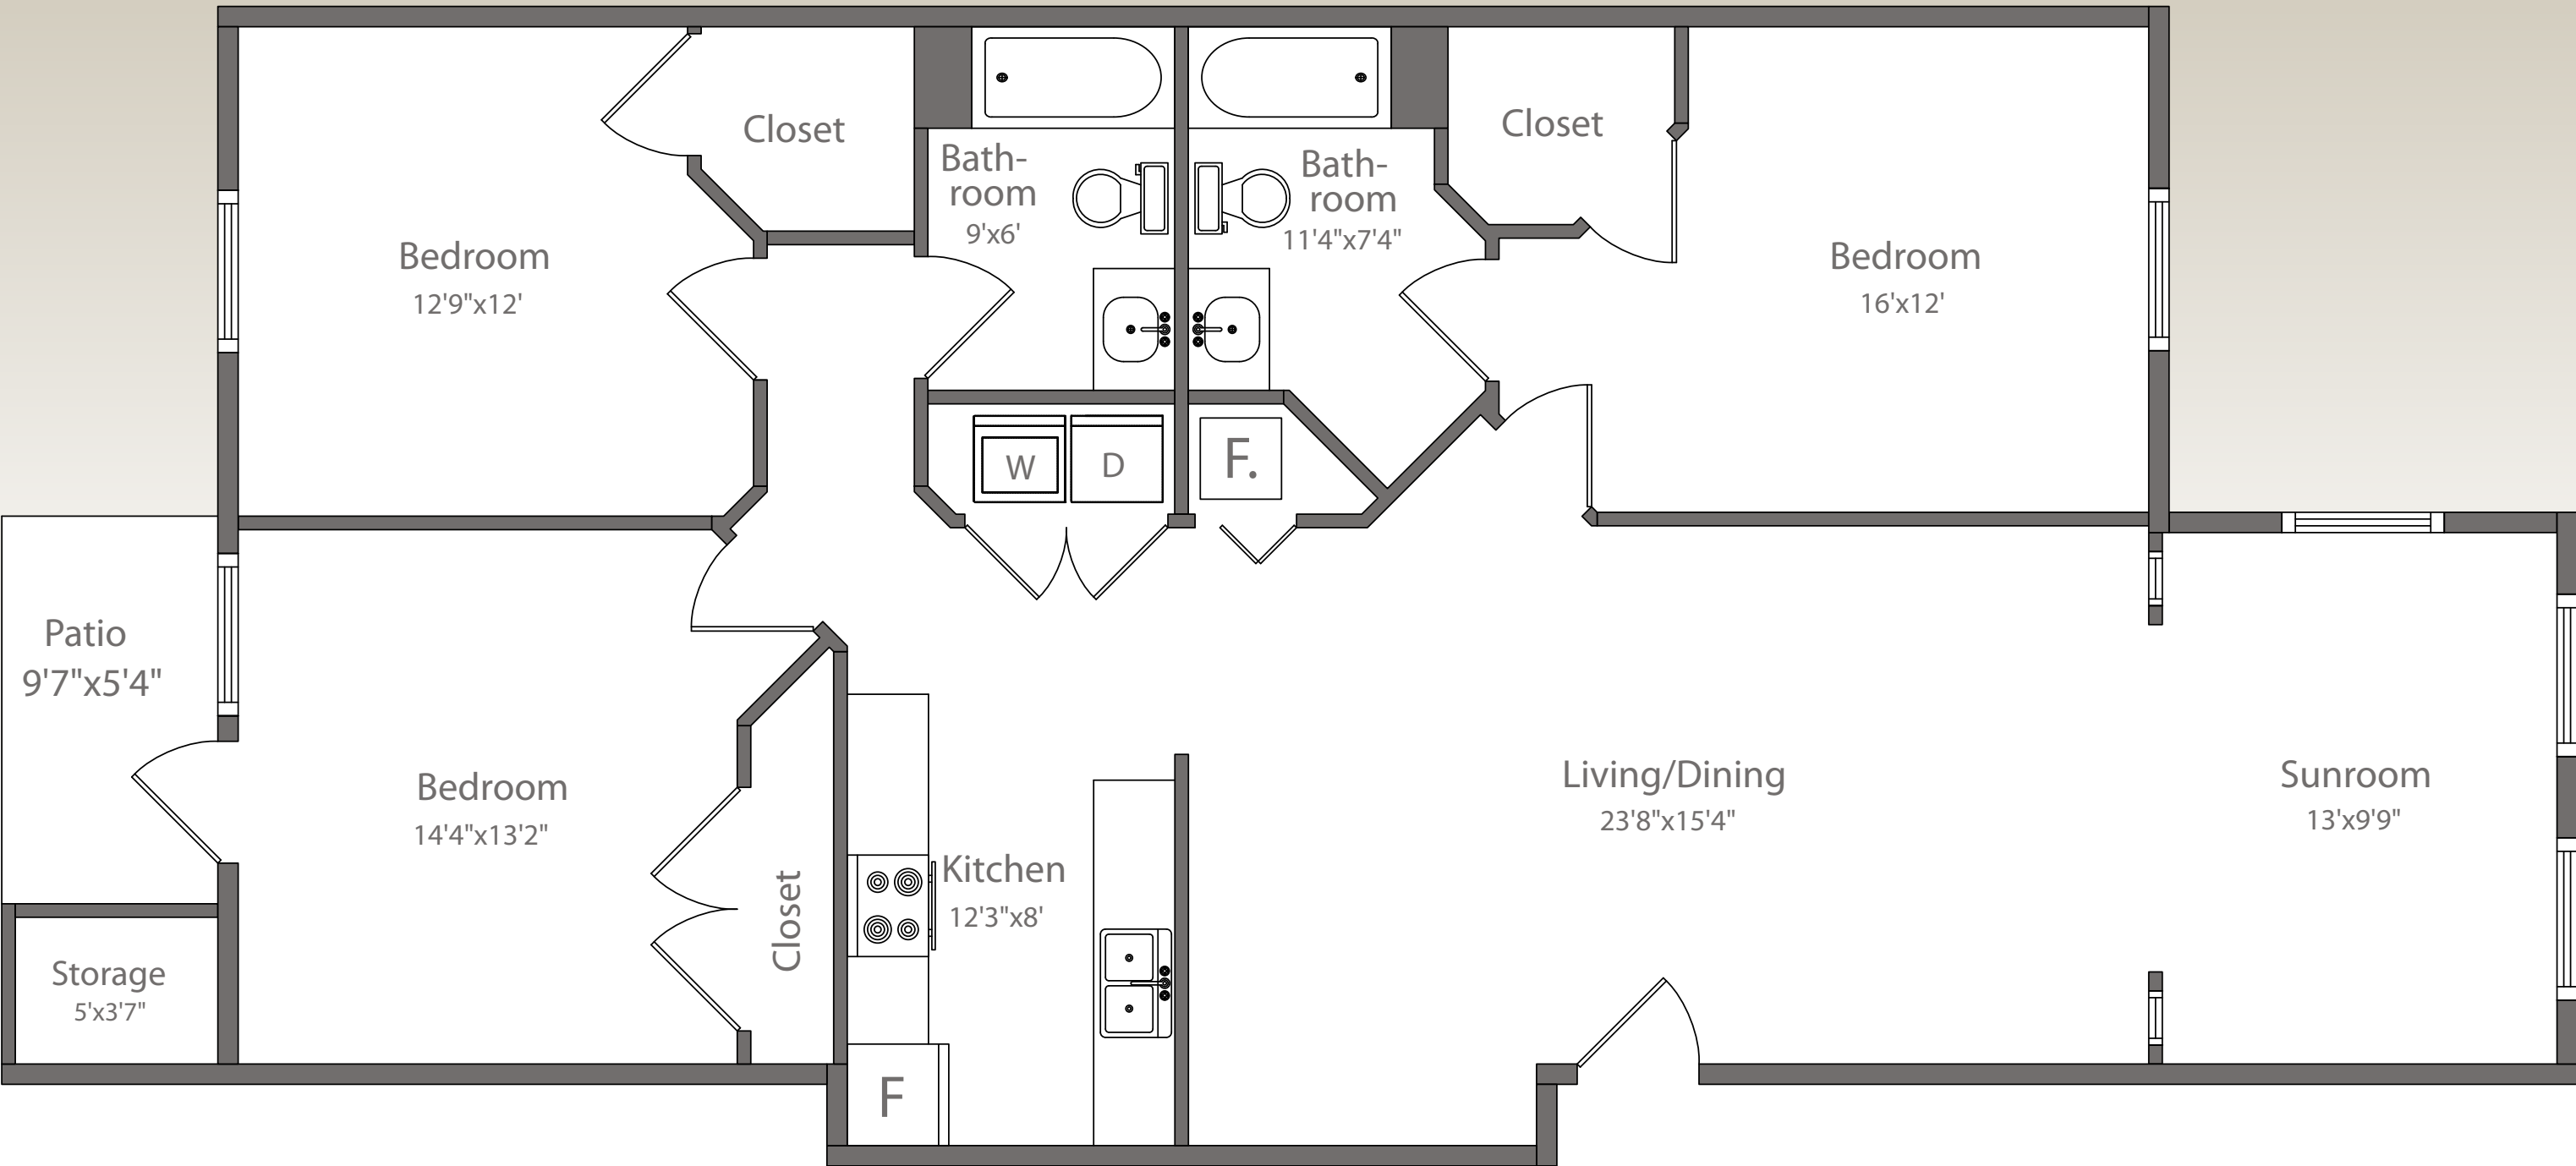 Closet
Closet
Bath-
room
9'x6'
Bath-
room
11'4"x7'4"
Bedroom
12'9"x12'
Bedroom
16'x12'
W
D
F.
Patio
9'7"x5'4"
Bedroom
14'4"x13'2"
Closet
Kitchen
12'3"x8'
Living/Dining
23'8"x15'4"
Sunroom
13'x9'9"
Storage
5'x3'7"
F